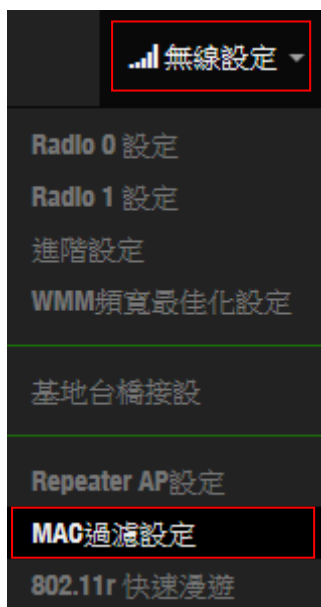 無線設定
Radio 0 設定
Radio 1 設定
進階設定
WMM頻寬最佳化設定
基地台橋接設
Repeater AP設定
MAC過濾設定
802.11r 快速漫遊